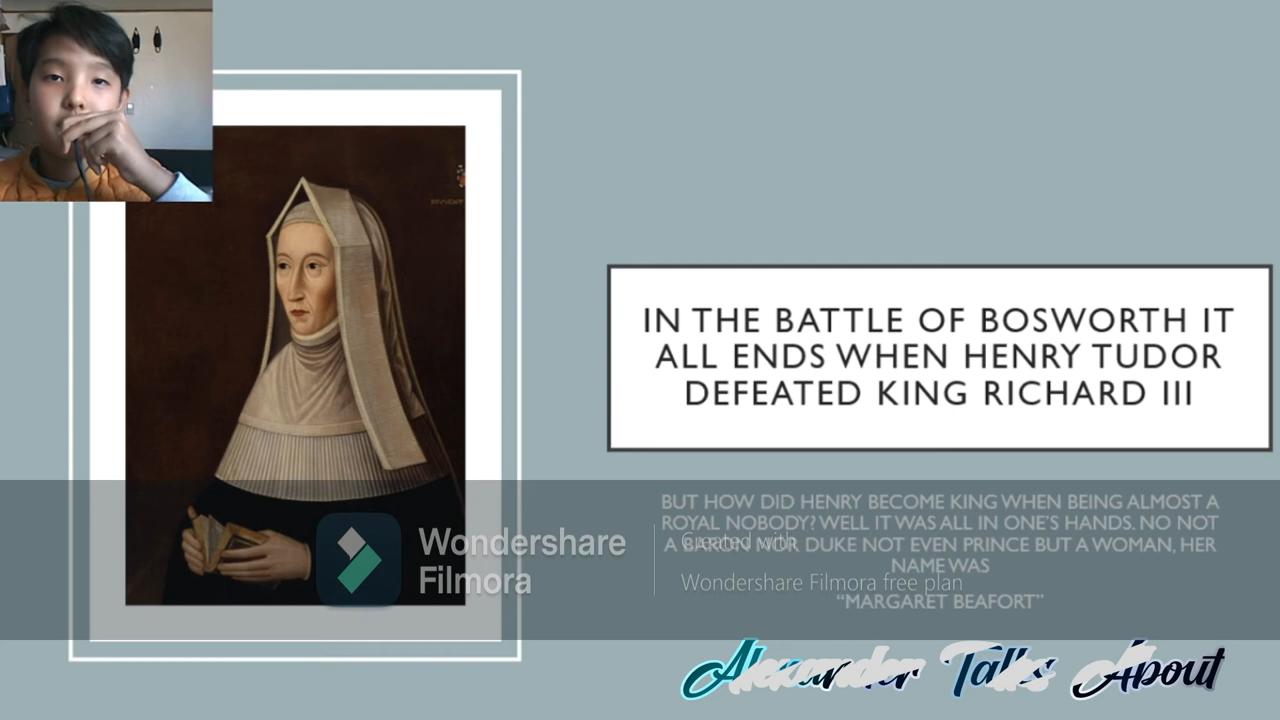 IN THE BATTLE OF BOSWORTH IT
ALL ENDS WHEN HENRY TUDOR
DEFEATED KING RICHARD III
BUT HOW DID HENRY BECOME KING WHEN BEING ALMOST A
ROYAL NOBODY? WELL IT WAS ALL IN ONE'S HANDS. NO NOT
A BARON NOR DUKE NOT EVEN PRINCE BUT A WOMAN, HER
NAME WAS
“MARGARET BEAFORT”
Wondershare
Filmora
Created with
Wondershare Filmora free plan
Alexander Talks About